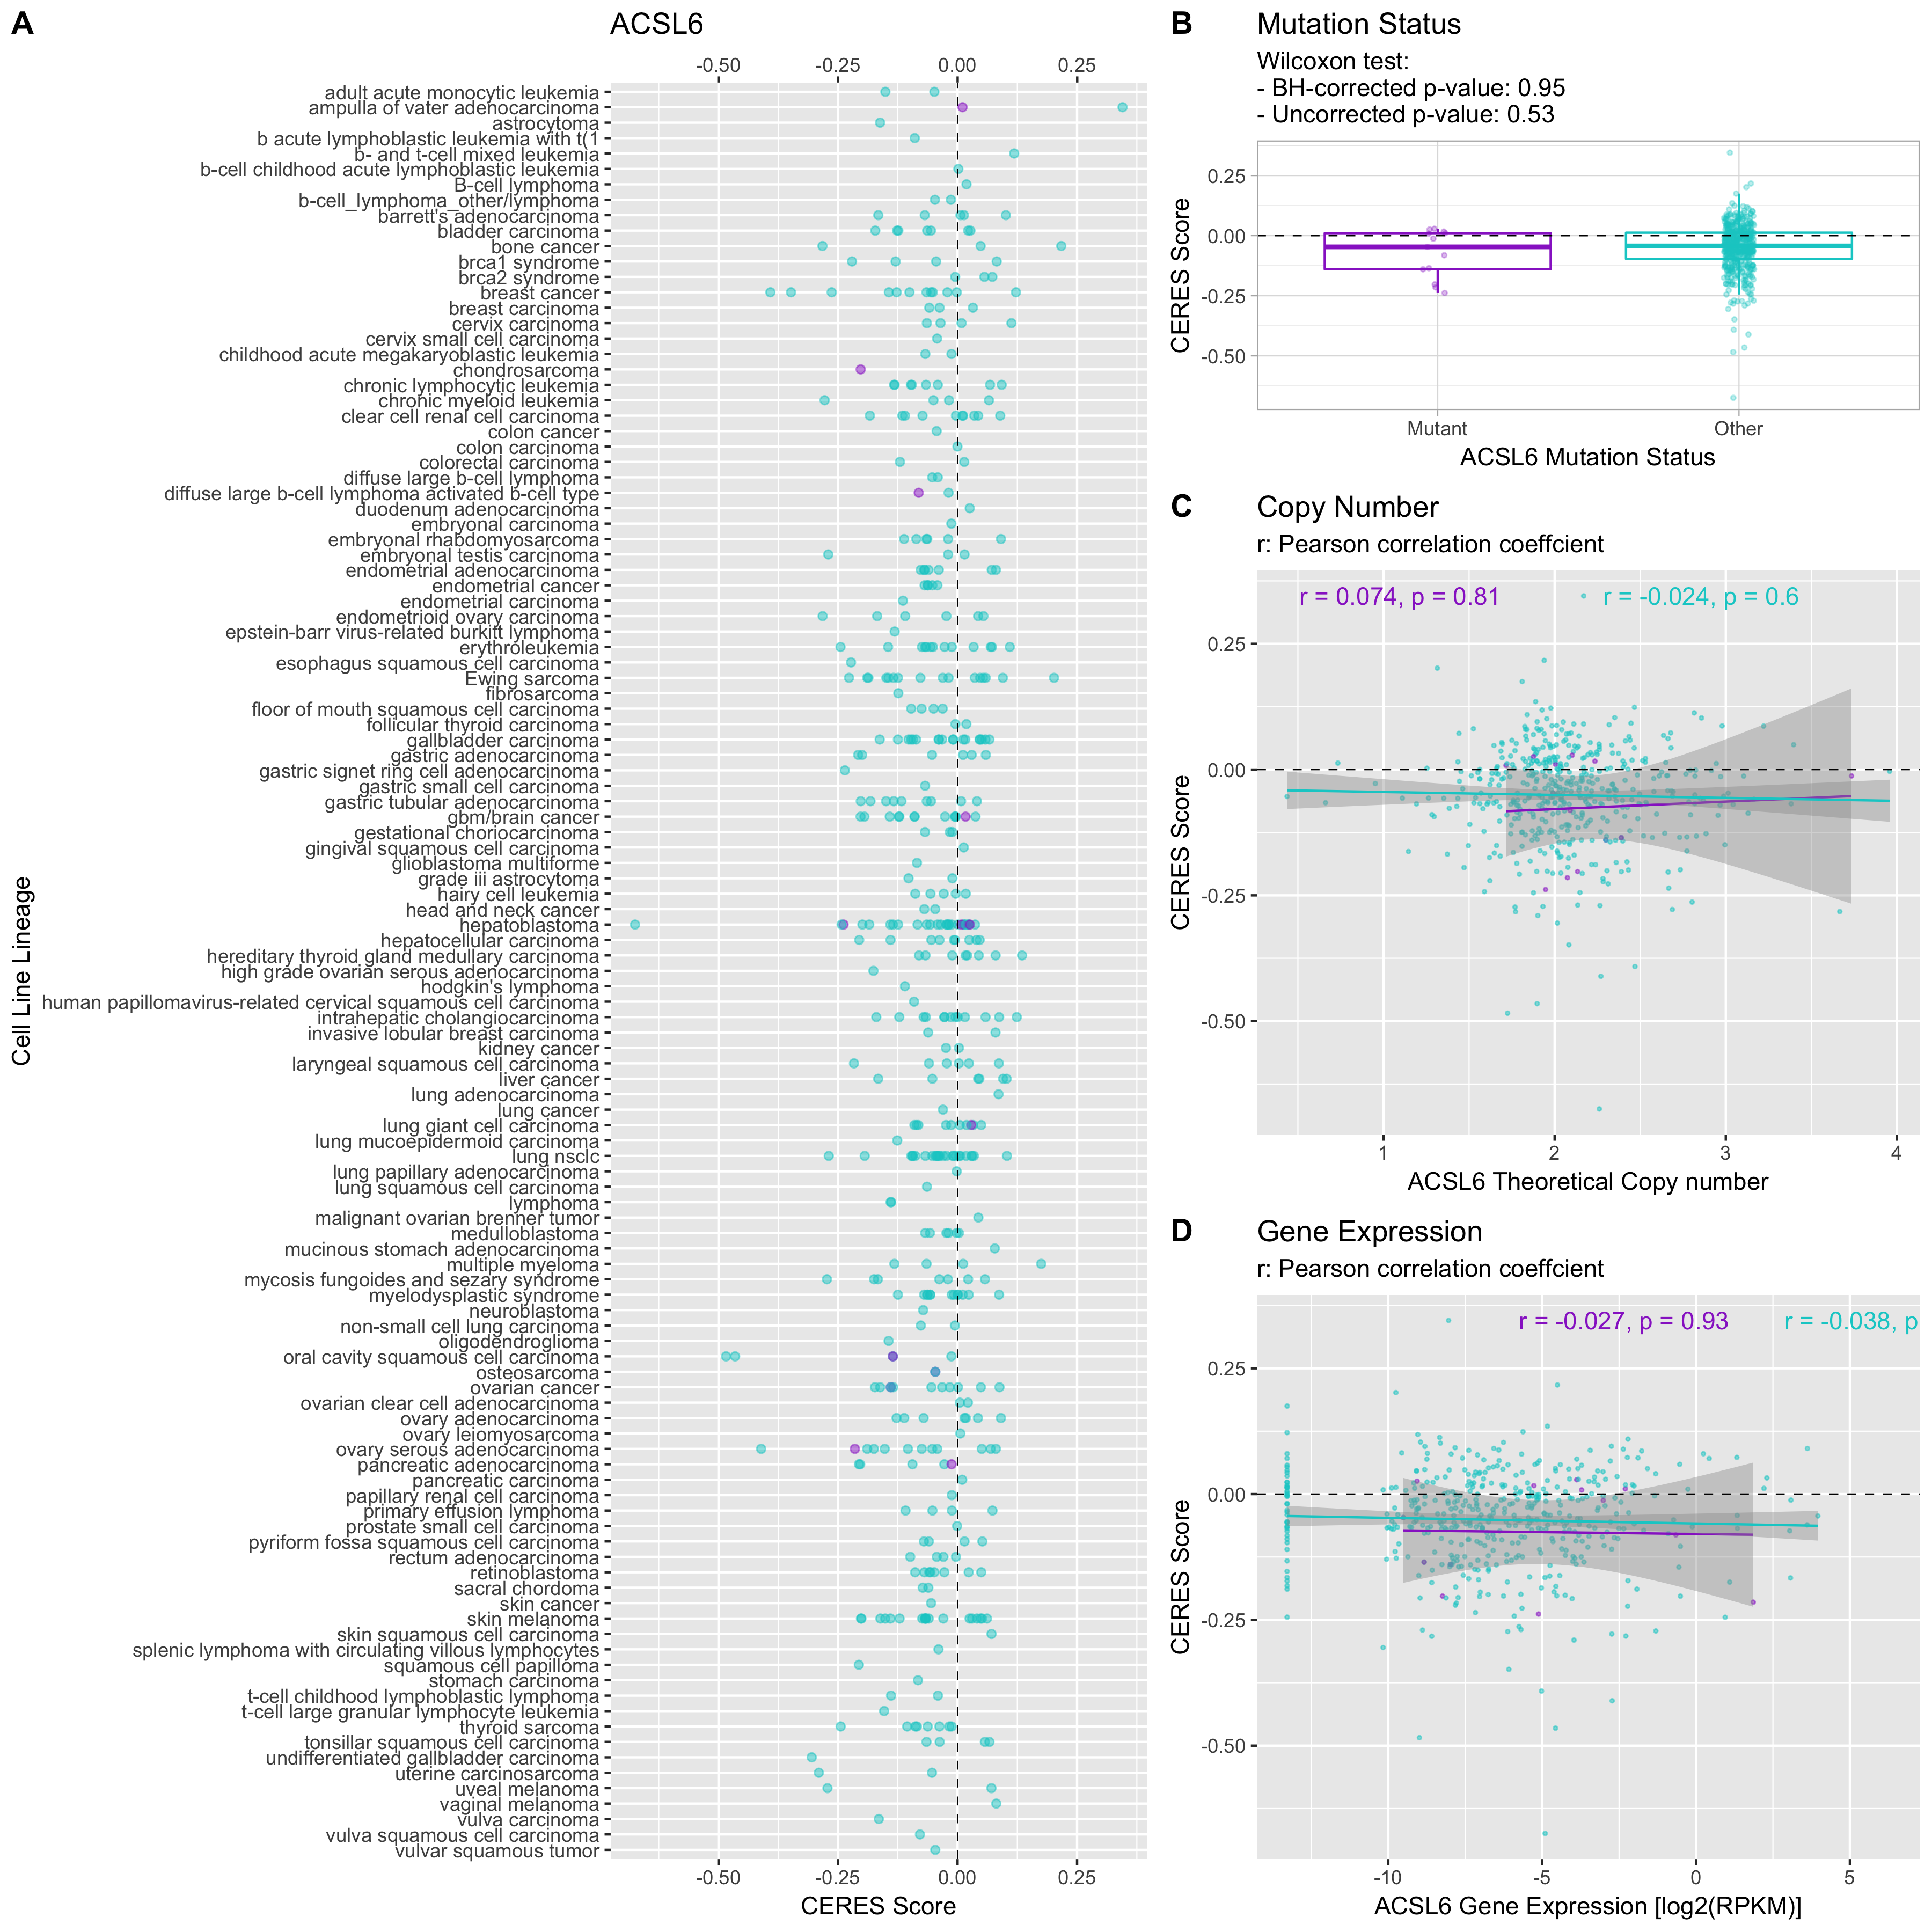 A
ACSL6
-0.50 -0.25 0.00 0.25
adult acute monocytic leukemia
ampulla of vater adenocarcinoma
astrocytoma
b acute lymphoblastic leukemia with t(1
b- and t-cell mixed leukemia
b-cell childhood acute lymphoblastic leukemia
B-cell lymphoma
b-cell_lymphoma_other/lymphoma
barrett's adenocarcinoma
bladder carcinoma
bone cancer
brca1 syndrome
brca2 syndrome
breast cancer
breast carcinoma
cervix carcinoma
cervix small cell carcinoma
childhood acute megakaryoblastic leukemia
chondrosarcoma
chronic lymphocytic leukemia
chronic myeloid leukemia
clear cell renal cell carcinoma
colon cancer
colon carcinoma
colorectal carcinoma
diffuse large b-cell lymphoma
diffuse large b-cell lymphoma activated b-cell type
duodenum adenocarcinoma
embryonal carcinoma
embryonal rhabdomyosarcoma
embryonal testis carcinoma
endometrial adenocarcinoma
endometrial cancer
endometrial carcinoma
endometrioid ovary carcinoma
epstein-barr virus-related burkitt lymphoma
erythroleukemia
esophagus squamous cell carcinoma
Ewing sarcoma
fibrosarcoma
floor of mouth squamous cell carcinoma
follicular thyroid carcinoma
gallbladder carcinoma
gastric adenocarcinoma
gastric signet ring cell adenocarcinoma
gastric small cell carcinoma
gastric tubular adenocarcinoma
gbm/brain cancer
gestational choriocarcinoma
gingival squamous cell carcinoma
glioblastoma multiforme
grade iii astrocytoma
hairy cell leukemia
head and neck cancer
hepatoblastoma
hepatocellular carcinoma
hereditary thyroid gland medullary carcinoma
high grade ovarian serous adenocarcinoma
hodgkin's lymphoma
human papillomavirus-related cervical squamous cell carcinoma
intrahepatic cholangiocarcinoma
invasive lobular breast carcinoma
kidney cancer
laryngeal squamous cell carcinoma
liver cancer
lung adenocarcinoma
lung cancer
lung giant cell carcinoma
lung mucoepidermoid carcinoma
lung nsclc
lung papillary adenocarcinoma
lung squamous cell carcinoma
lymphoma
malignant ovarian brenner tumor
medulloblastoma
mucinous stomach adenocarcinoma
multiple myeloma
mycosis fungoides and sezary syndrome
myelodysplastic syndrome
neuroblastoma
non-small cell lung carcinoma
oligodendroglioma
oral cavity squamous cell carcinoma
osteosarcoma
ovarian cancer
ovarian clear cell adenocarcinoma
ovary adenocarcinoma
ovary leiomyosarcoma
ovary serous adenocarcinoma
pancreatic adenocarcinoma
pancreatic carcinoma
papillary renal cell carcinoma
primary effusion lymphoma
prostate small cell carcinoma
pyriform fossa squamous cell carcinoma
rectum adenocarcinoma
retinoblastoma
sacral chordoma
skin cancer
skin melanoma
skin squamous cell carcinoma
splenic lymphoma with circulating villous lymphocytes
squamous cell papilloma
stomach carcinoma
t-cell childhood lymphoblastic lymphoma
t-cell large granular lymphocyte leukemia
thyroid sarcoma
tonsillar squamous cell carcinoma
undifferentiated gallbladder carcinoma
uterine carcinosarcoma
uveal melanoma
vaginal melanoma
vulva carcinoma
vulva squamous cell carcinoma
vulvar squamous tumor
-0.50 -0.25 0.00 0.25
CERES Score
Cell Line Lineage
B
Mutation Status
Wilcoxon test:
- BH-corrected p-value: 0.95
- Uncorrected p-value: 0.53
0.25
0.00
-0.25
-0.50
CERES Score
Mutant Other
ACSL6 Mutation Status
C
Copy Number
r: Pearson correlation coeffcient
r = 0.074, p = 0.81 r = -0.024, p = 0.6
0.25
0.00
-0.25
-0.50
CERES Score
1 2 3 4
ACSL6 Theoretical Copy number
D
Gene Expression
r: Pearson correlation coeffcient
r = -0.027, p = 0.93 r = -0.038, p
0.25
0.00
-0.25
-0.50
CERES Score
-10 -5 0 5
ACSL6 Gene Expression [log2(RPKM)]